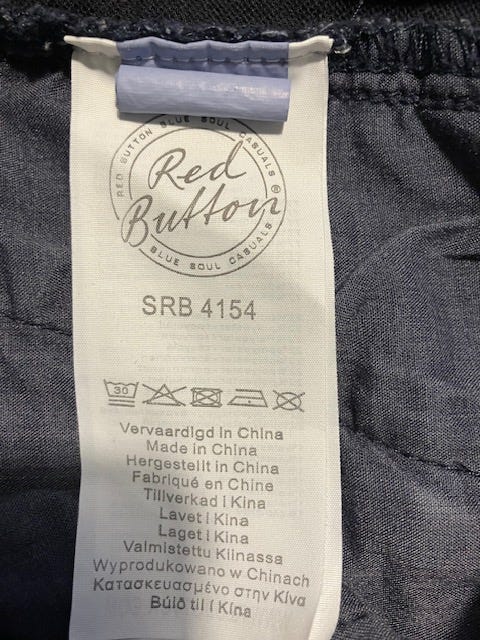 RED BUTTON BLUE SOUL CASUALS
Red
Button®
BLUE SOUL CASUALS
SRB 4154
30
Vervaardigd in China
Made in China
Hergestellt in China
Fabriqué en Chine
Tillverkad i Kina
Lavet i Kina
Laget i Kina
Valmistettu Kiinassa
Wyprodukowano w Chinach
Κατασκευασμένο στην Κίνα
Búið til í Kína